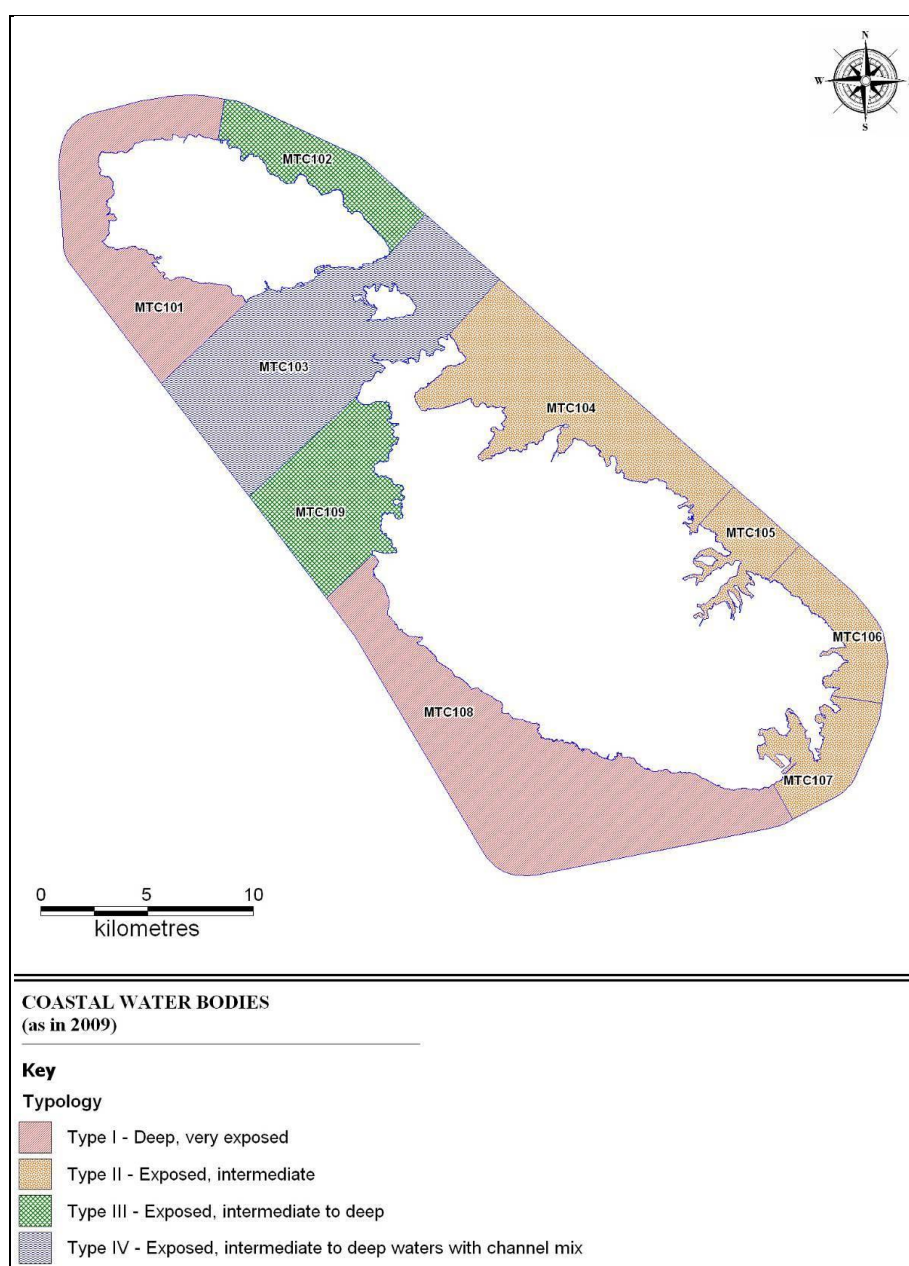 N
W
S
MTC102
MTC101
MTC103
MTC104
MTC109
MTC105
MTC106
MTC108
MTC107
0 5 10
kilometres
COASTAL WATER BODIES
(as in 2009)
Key
Typology
Type I - Deep, very exposed
Type II - Exposed, intermediate
Type III - Exposed, intermediate to deep
Type IV - Exposed, intermediate to deep waters with channel mix